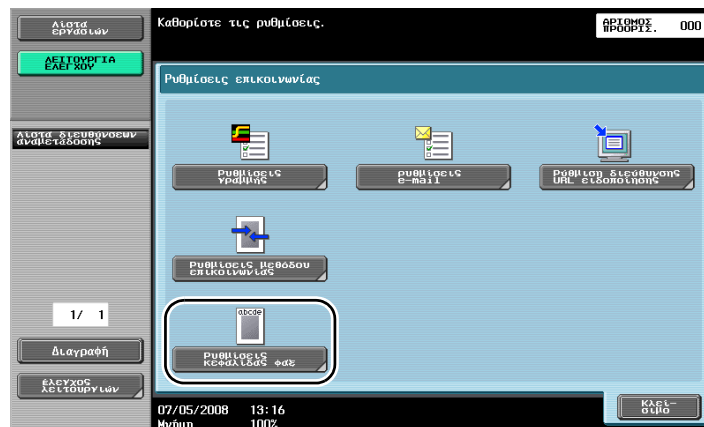 Λίστα
εργασιών
Καθορίστε τις ρυθμίσεις.
ΑΡΙΘΜΟΣ
ΠΡΟΟΡΙΣ.
000
ΛΕΙΤΟΥΡΓΙΑ
ΕΛΕΓΧΟΥ
Ρυθμίσεις επικοινωνίας
Λίστα διευθύνσεων
αναμετάδοσης
Ρυθμίσεις
γραμμής
ρυθμίσεις
e-mail
Ρύθμιση διεύθυνσης
URL ειδοποίησης
Ρυθμίσεις μεθόδου
επικοινωνίας
abcde
Ρυθμίσεις
κεφαλίδας φαξ
1/ 1
Διαγραφή
έλεγχος
λειτουργιών
07/05/2008 13:16
Μνήμη 100%
Κλεί-
σιμο